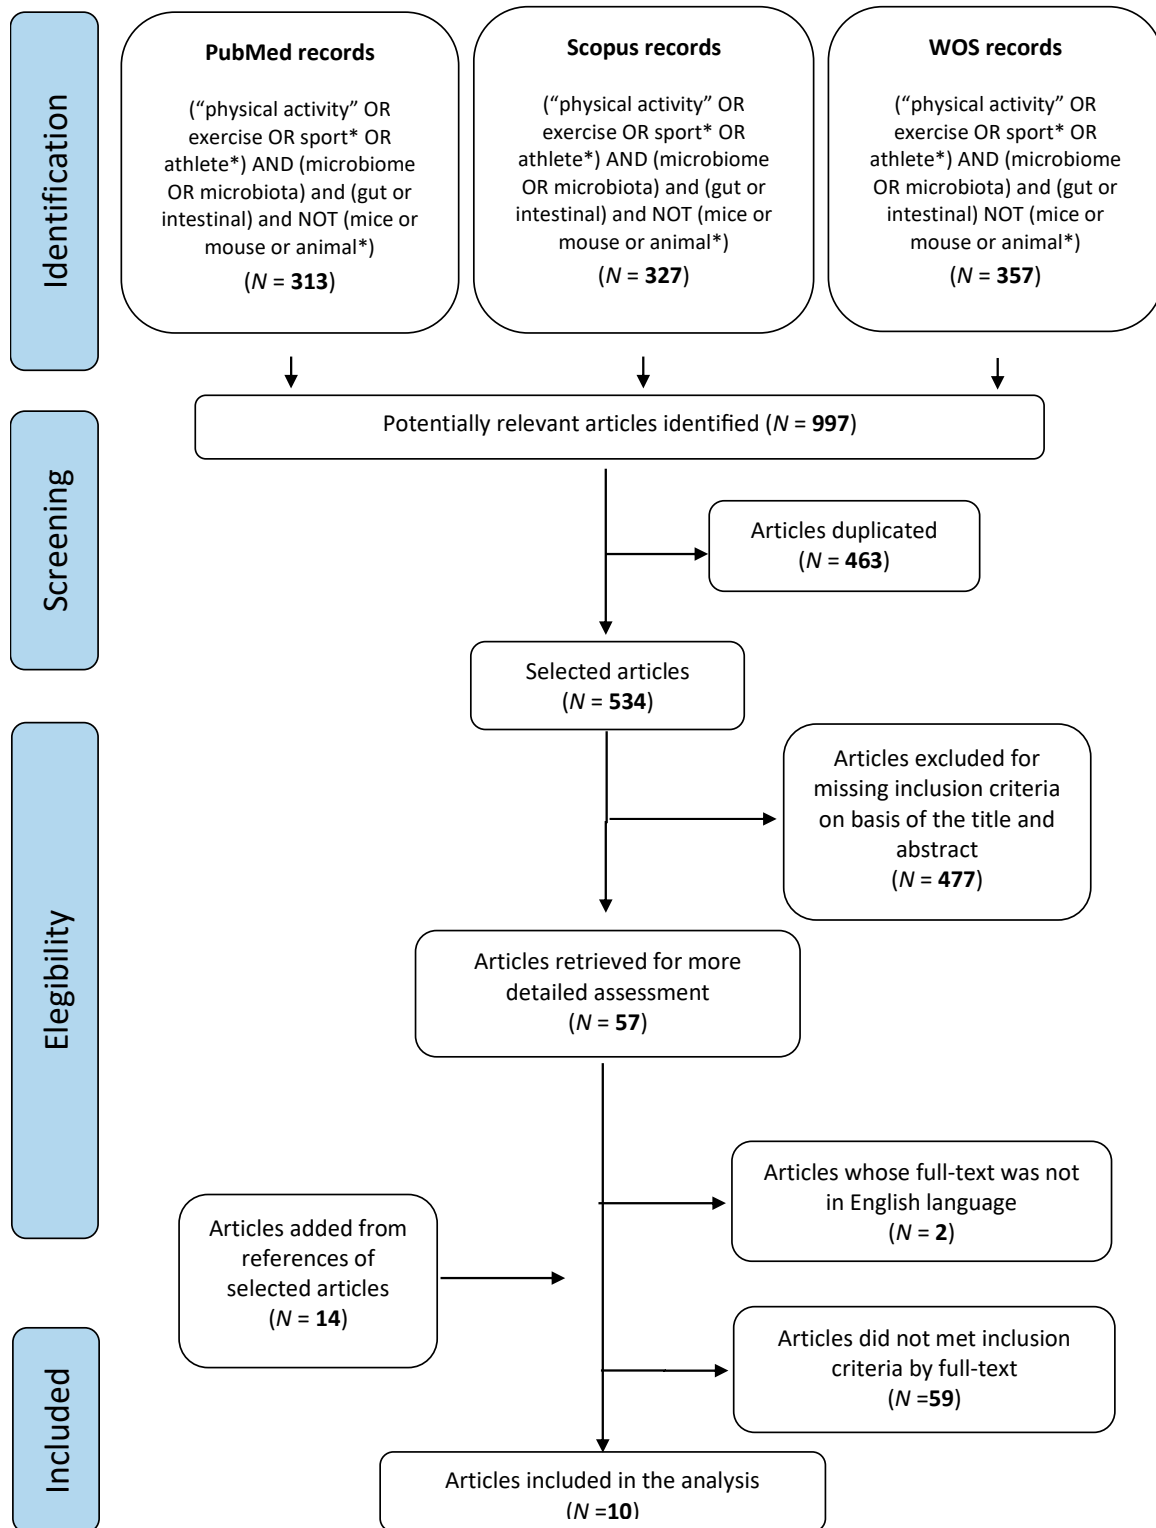 Identification
PubMed records
(“physical activity” OR
exercise OR sport* OR
athlete*) AND (microbiome
OR microbiota) and (gut or
intestinal) and NOT (mice or
mouse or animal*)
(N = 313)
Scopus records
(“physical activity” OR
exercise OR sport* OR
athlete*) AND (microbiome
OR microbiota) and (gut or
intestinal) and NOT (mice or
mouse or animal*)
(N = 327)
WOS records
(“physical activity” OR
exercise OR sport* OR
athlete*) AND (microbiome
OR microbiota) and (gut or
intestinal) NOT (mice or
mouse or animal*)
(N = 357)
Screening
Potentially relevant articles identified (N = 997)
Articles duplicated
(N = 463)
Selected articles
(N = 534)
Elegibility
Articles excluded for
missing inclusion criteria
on basis of the title and
abstract
(N = 477)
Articles retrieved for more
detailed assessment
(N = 57)
Articles whose full-text was not
in English language
(N = 2)
Articles added from
references of
selected articles
(N = 14)
Included
Articles did not met inclusion
criteria by full-text
(N =59)
Articles included in the analysis
(N =10)